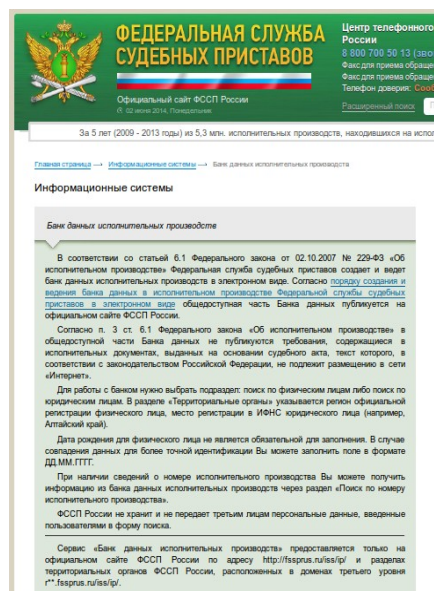 ФЕДЕРАЛЬНАЯ СЛУЖБА
СУДЕБНЫХ ПРИСТАВОВ
Официальный сайт ФССП России
02 июня 2014, Понедельник
Центр телефонного
России
8 800 700 50 13 (зво
Факс для приема обраще
Факс для приема обраще
Телефон доверия: Сооб
Расширенный поиск
За 5 лет (2009 - 2013 годы) из 5,3 млн. исполнительных производств, находившихся на испол
Главная страница —› Информационные системы —› Банк данных исполнительных производств
Информационные системы
Банк данных исполнительных производств
В соответствии со статьей 6.1 Федерального закона от 02.10.2007 № 229-ФЗ «Об
исполнительном производстве» Федеральная служба судебных приставов создает и ведет
банк данных исполнительных производств в электронном виде. Согласно порядку создания и
ведения банка данных в исполнительном производстве Федеральной службы судебных
приставов в электронном виде общедоступная часть Банка данных публикуется на
официальном сайте ФССП России.
Согласно п. 3 ст. 6.1 Федерального закона «Об исполнительном производстве» в
общедоступной части Банка данных не публикуются требования, содержащиеся в
исполнительных документах, выданных на основании судебного акта, текст которого, в
соответствии с законодательством Российской Федерации, не подлежит размещению в сети
«Интернет».
Для работы с банком нужно выбрать подраздел: поиск по физическим лицам либо поиск по
юридическим лицам. В разделе «Территориальные органы» указывается регион официальной
регистрации физического лица, место регистрации в ИФНС юридического лица (например,
Алтайский край).
Дата рождения для физического лица не является обязательной для заполнения. В случае
совпадения данных для более точной идентификации Вы можете заполнить поле в формате
ДД.ММ.ГГГГ.
При наличии сведений о номере исполнительного производства Вы можете получить
информацию из банка данных исполнительных производств через раздел «Поиск по номеру
исполнительного производства».
ФССП России не хранит и не передает третьим лицам персональные данные, введенные
пользователями в форму поиска.
Сервис «Банк данных исполнительных производств» предоставляется только на
официальном сайте ФССП России по адресу http://fssprus.ru/iss/ip/ и разделах
территориальных органов ФССП России, расположенных в доменах третьего уровня
r**.fssprus.ru/iss/ip/.